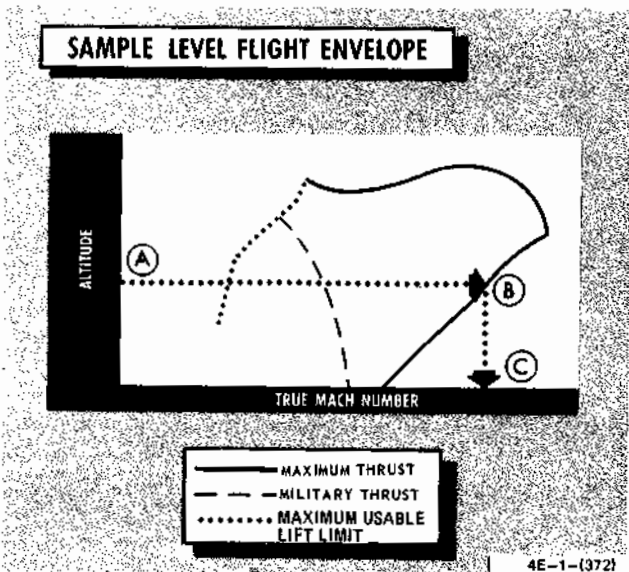 SAMPLE LEVEL FLIGHT ENVELOPE
ALTITUDE
A
B
C
TRUE MACH NUMBER
MAXIMUM THRUST
MILITARY THRUST
MAXIMUM USABLE
LIFT LIMIT
4E-1-(372)